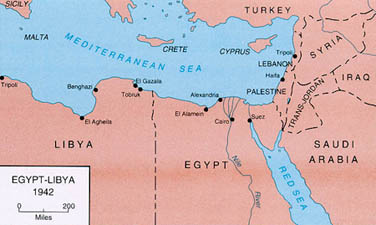 SICILY
MALTA
MEDITERRANEAN SEA
CRETE
CYPRUS
TURKEY
SYRIA
LEBANON
Tripoli
IRAQ
Haifa
PALESTINE
TRANS-JORDAN
Tripoli
Benghazi
El Gazala
Tobruk
El Agheila
Alexandria
El Alamein
Cairo
Suez
LIBYA
EGYPT
Nile
River
RED SEA
SAUDI
ARABIA
EGYPT-LIBYA
1942
0 200
Miles